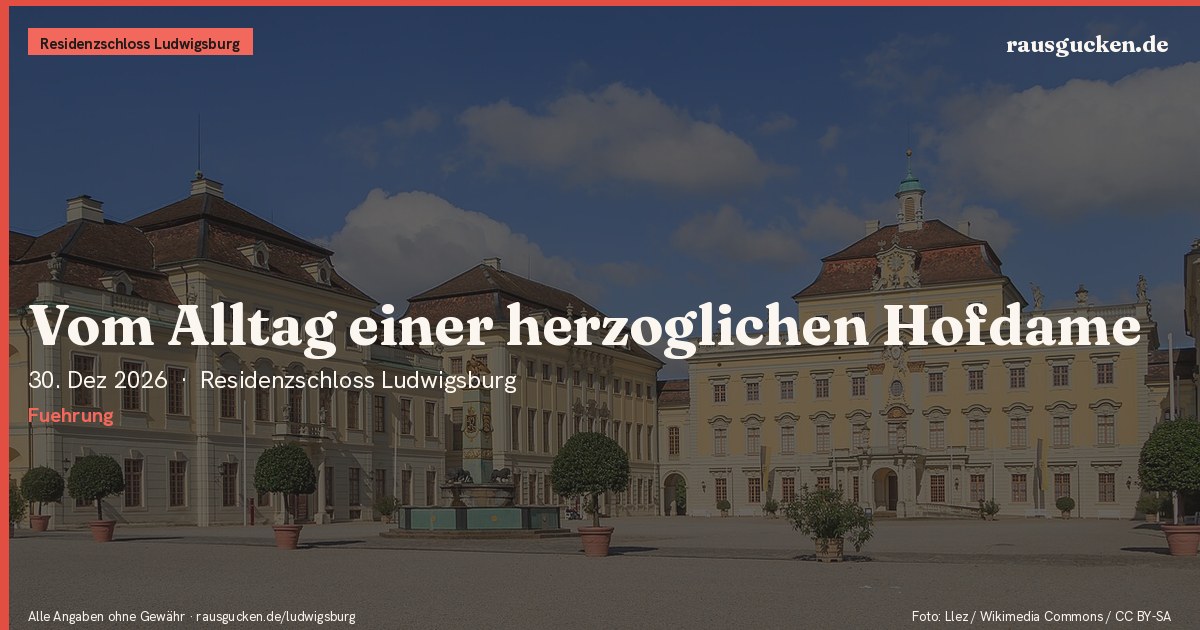 Residenzschloss Ludwigsburg
rausgucken.de
Vom Alltag einer herzoglichen Hofdame
30. Dez 2026 · Residenzschloss Ludwigsburg
Fuehrung
Alle Angaben ohne Gewähr · rausgucken.de/ludwigsburg
Foto: Llez / Wikimedia Commons / CC BY-SA